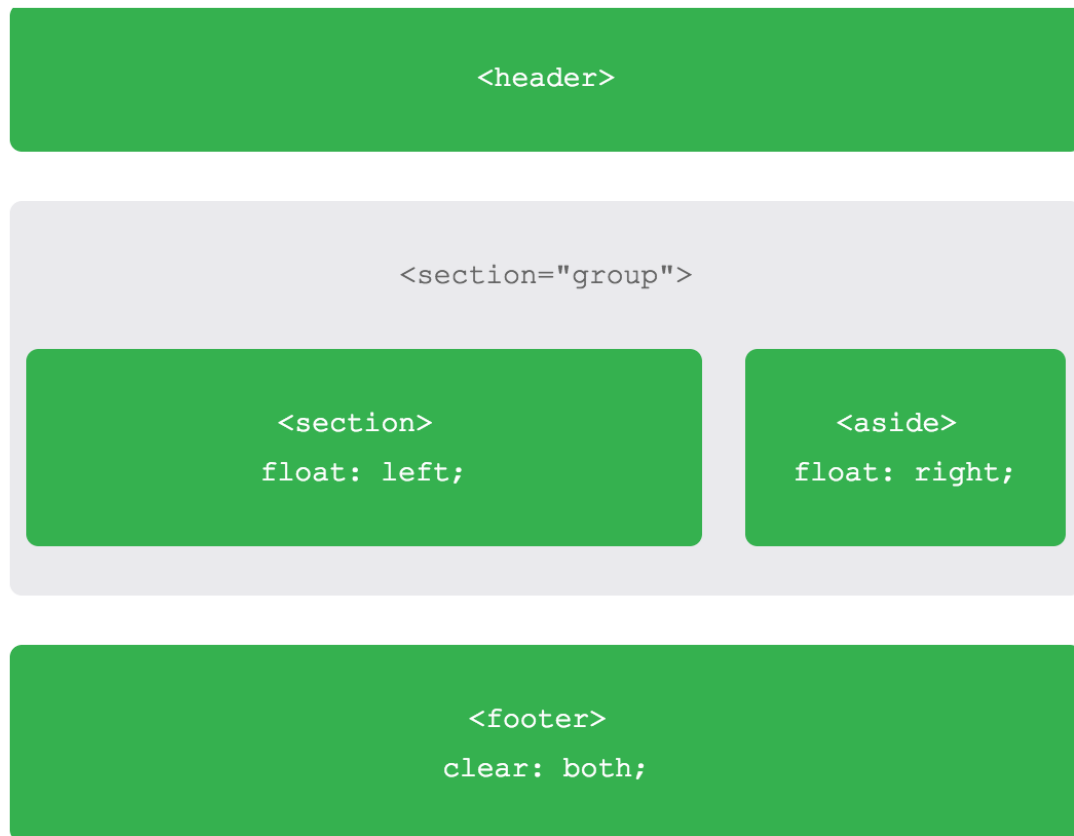 <header>
<section="group">
<section>
float: left;
<aside>
float: right;
<footer>
clear: both;